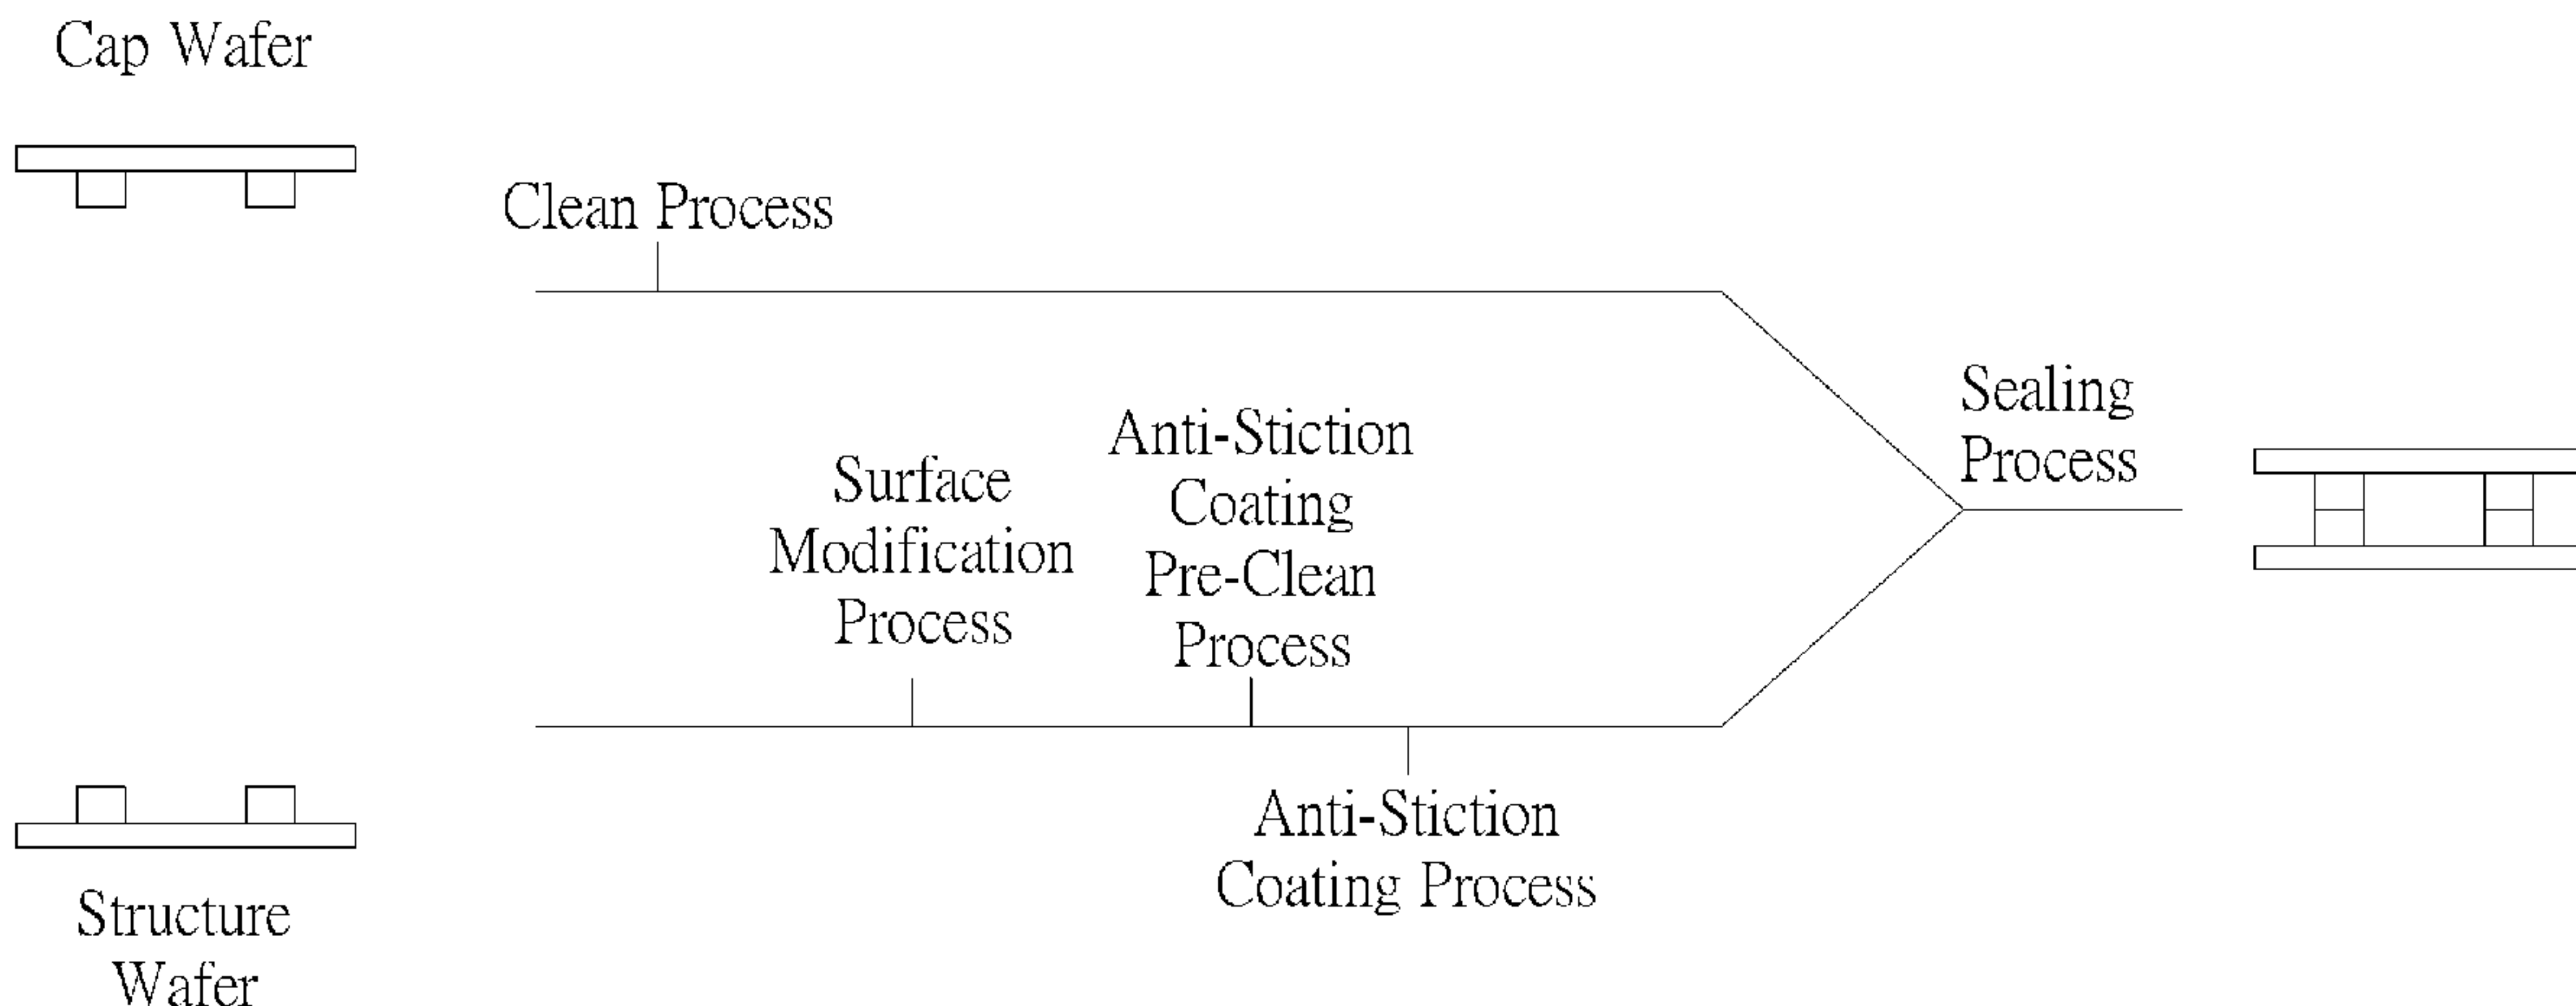 Cap Wafer
Clean Process
Surface
Modification
Process
Anti-Stiction
Coating
Pre-Clean
Process
Sealing
Process
Anti-Stiction
Coating Process
Structure
Wafer